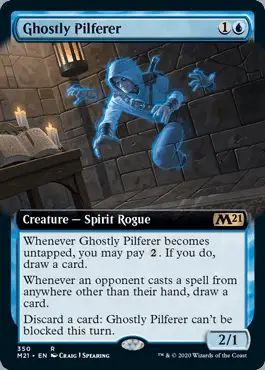 Ghostly Pilferer 1
Creature — Spirit Rogue M21
Whenever Ghostly Pilferer becomes
untapped, you may pay 2. If you do,
draw a card.
Whenever an opponent casts a spell from
anywhere other than their hand, draw a
card.
Discard a card: Ghostly Pilferer can't
be blocked this turn.
2/1
350 R
M21 • EN Craig J Spearing
™ & © 2020 Wizards of the Coast